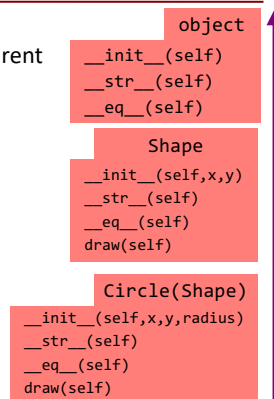 object
rent
__init__(self)
__str__(self)
__eq__(self)
Shape
__init__(self,x,y)
__str__(self)
__eq__(self)
draw(self)
Circle(Shape)
__init__(self,x,y,radius)
__str__(self)
__eq__(self)
draw(self)